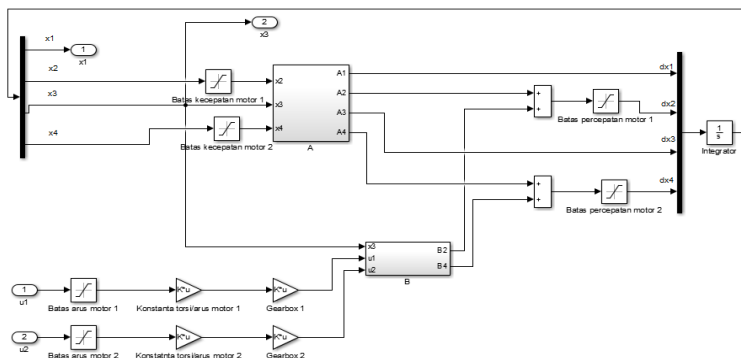 x1
1
x1
x2
x3
x4
Batas kecepatan motor 1
Batas kecepatan motor 2
2
x3
x2
x3
x4
A1
A2
A3
A4
A
+
+
Batas percepatan motor 1
+
+
Batas percepatan motor 2
dx1
dx2
dx3
dx4
1
s
Integrator
x3
u1
u2
B2
B4
B
1
u1
Batas arus motor 1
K*u
Konstanta torsi/arus motor 1
K*u
Gearbox 1
2
u2
Batas arus motor 2
K*u
Konstatnta torsi/arus motor 2
K*u
Gearbox 2